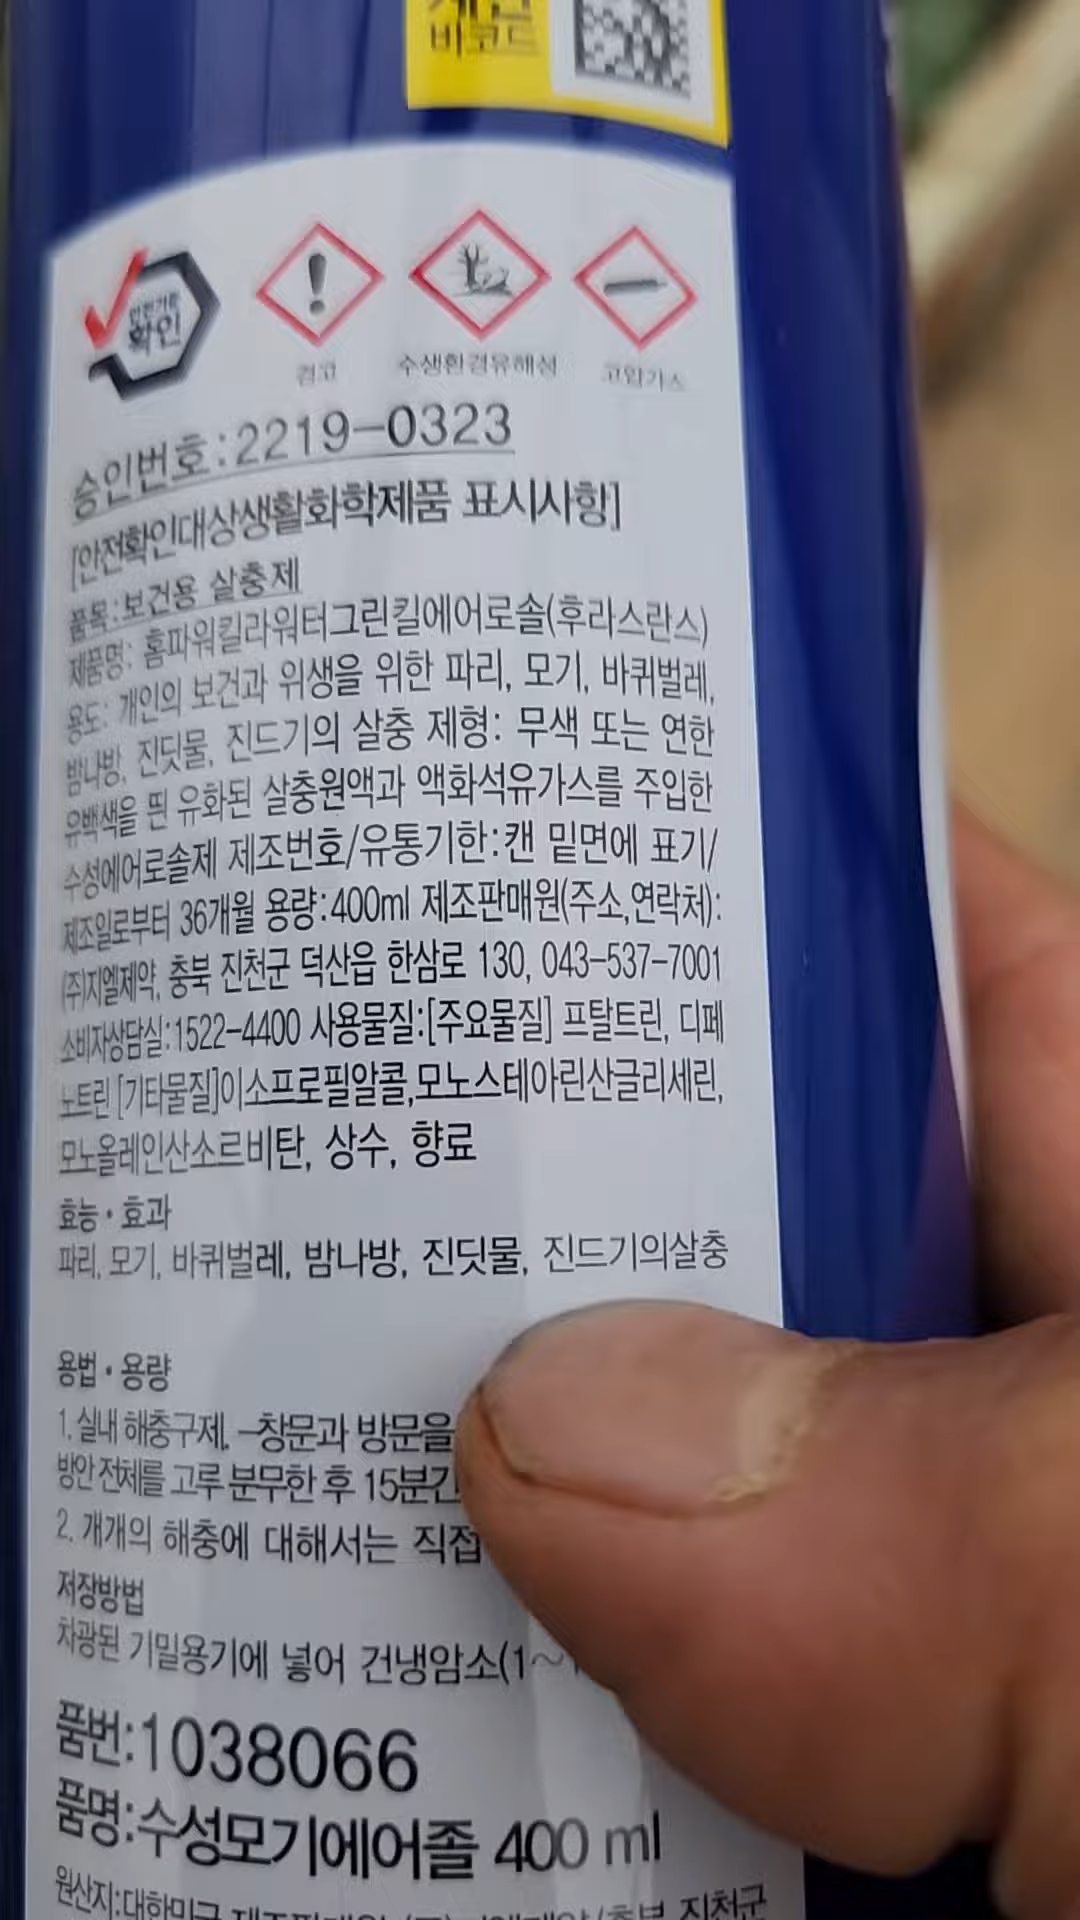 바코드
안전기준
확인
경고
수생환경유해성
고압가스
승인번호:2219-0323
[안전확인대상생활화학제품 표시사항]
품목:보건용 살충제
제품명: 홈파워킬라워터그린킬에어로솔(후라스란스)
용도: 개인의 보건과 위생을 위한 파리, 모기, 바퀴벌레,
밤나방, 진딧물, 진드기의 살충 제형: 무색 또는 연한
유백색을 띈 유화된 살충원액과 액화석유가스를 주입한
수성에어로솔제 제조번호/유통기한:캔 밑면에 표기/
제조일로부터 36개월 용량:400ml 제조판매원(주소,연락처):
(주)지엘제약, 충북 진천군 덕산읍 한삼로 130, 043-537-7001
소비자상담실:1522-4400 사용물질:[주요물질] 프탈트린, 디페
노트린 [기타물질]이소프로필알콜,모노스테아린산글리세린,
모노올레인산소르비탄, 상수, 향료
효능·효과
파리, 모기, 바퀴벌레, 밤나방, 진딧물, 진드기의살충
용법·용량
1. 실내 해충구제. -창문과 방문을
방안 전체를 고루 분무한 후 15분간
2. 개개의 해충에 대해서는 직접
저장방법
차광된 기밀용기에 넣어 건냉암소(1~
품번:1038066
품명:수성모기에어졸 400 ml
원산지:대한민국